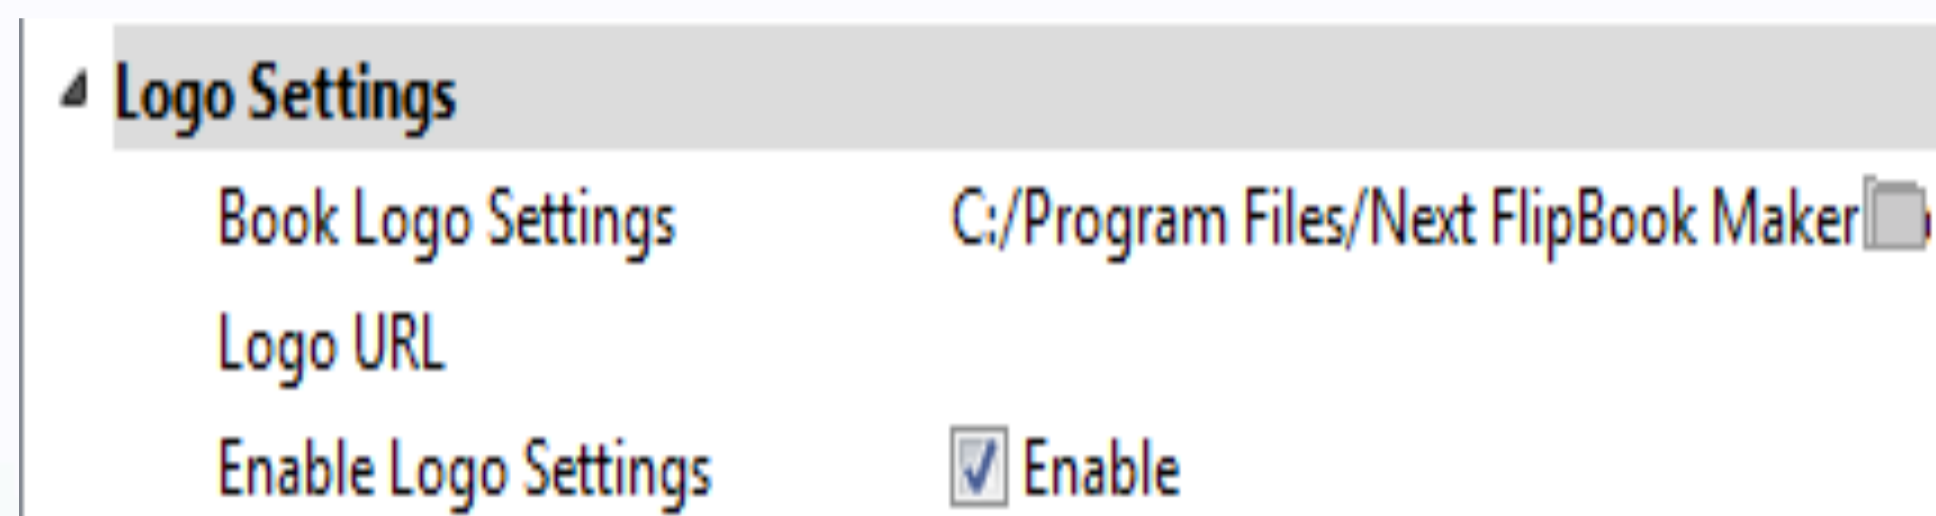 Logo Settings
Book Logo Settings C:/Program Files/Next FlipBook Maker
Logo URL
Enable Logo Settings Enable